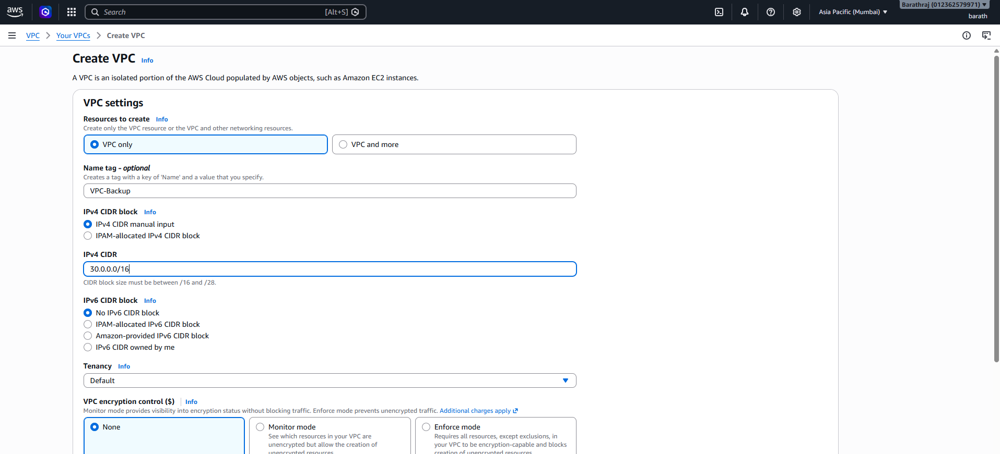 aws
Search
[Alt+S]
Asia Pacific (Mumbai)
Barathraj (012362579971)
barath
VPC
Your VPCs
Create VPC
Create VPC Info
A VPC is an isolated portion of the AWS Cloud populated by AWS objects, such as Amazon EC2 instances.
VPC settings
Resources to create Info
Create only the VPC resource or the VPC and other networking resources.
VPC only
VPC and more
Name tag - optional
Creates a tag with a key of 'Name' and a value that you specify.
VPC-Backup
IPv4 CIDR block Info
IPv4 CIDR manual input
IPAM-allocated IPv4 CIDR block
IPv4 CIDR
30.0.0.0/16
CIDR block size must be between /16 and /28.
IPv6 CIDR block Info
No IPv6 CIDR block
IPAM-allocated IPv6 CIDR block
Amazon-provided IPv6 CIDR block
IPv6 CIDR owned by me
Tenancy Info
Default
VPC encryption control ($) Info
Monitor mode provides visibility into encryption status without blocking traffic. Enforce mode prevents unencrypted traffic. Additional charges apply
None
Monitor mode
See which resources in your VPC are
unencrypted but allow the creation of
unencrypted resources.
Enforce mode
Requires all resources, except exclusions, in
your VPC to be encryption-capable and blocks
creation of unencrypted resources.